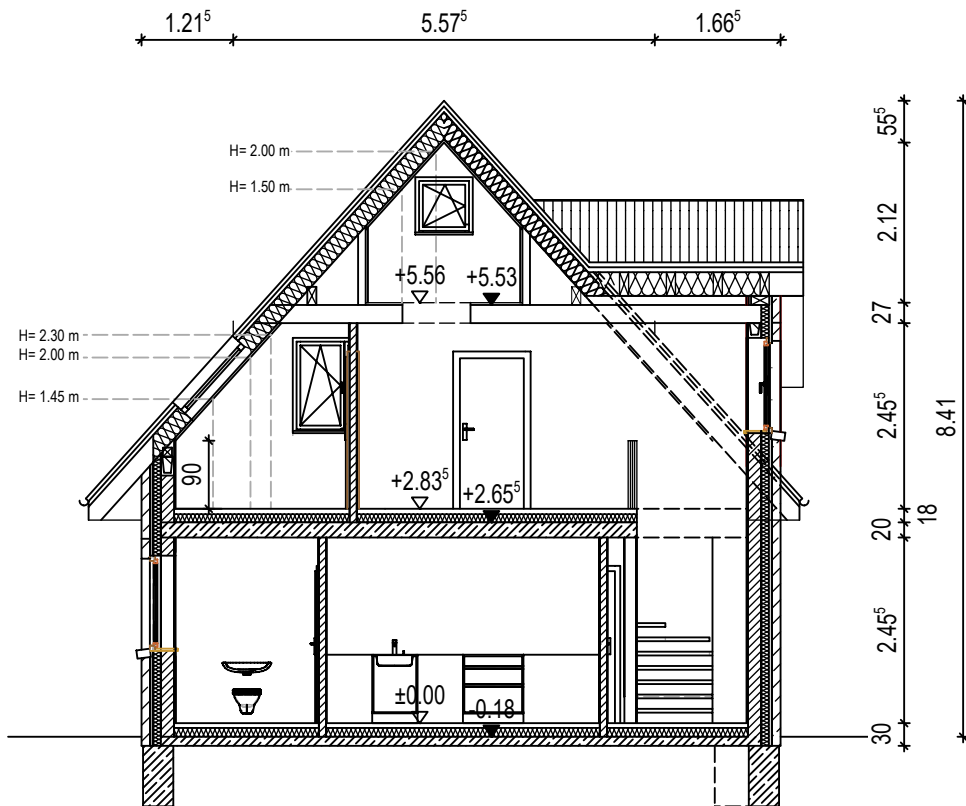 1.21⁵ 5.57⁵ 1.66⁵
55⁵
H= 2.00 m
H= 1.50 m
2.12
+5.56 +5.53
27
H= 2.30 m
H= 2.00 m
H= 1.45 m
2.45⁵
8.41
90
+2.83⁵ +2.65⁵
18
20
2.45⁵
±0.00 -0.18
30